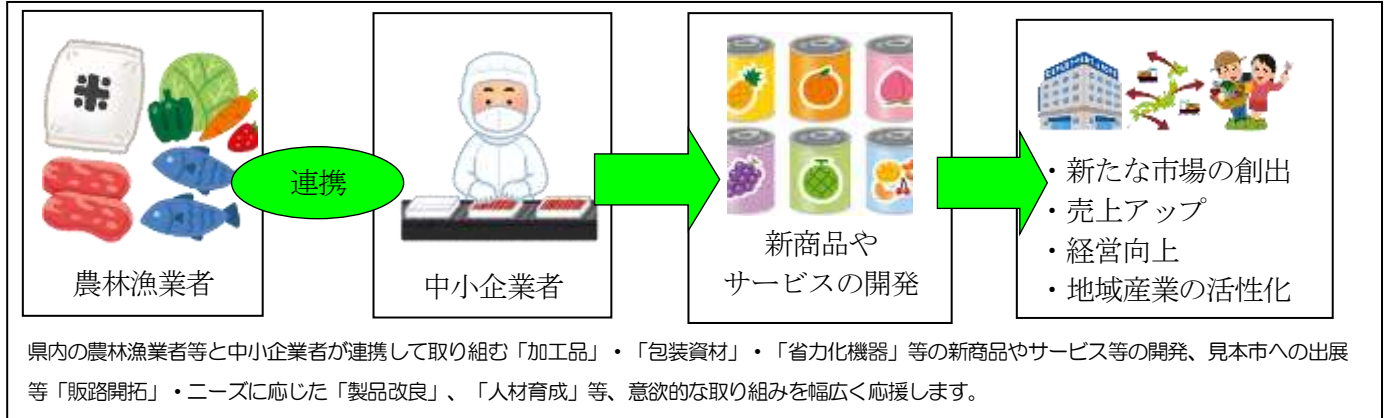 農林漁業者
連携
中小企業者
新商品や
サービスの開発
・新たな市場の創出
・売上アップ
・経営向上
・地域産業の活性化
県内の農林漁業者等と中小企業者が連携して取り組む「加工品」・「包装資材」・「省力化機器」等の新商品やサービス等の開発、見本市への出展
等「販路開拓」・ニーズに応じた「製品改良」、「人材育成」等、意欲的な取り組みを幅広く応援します。